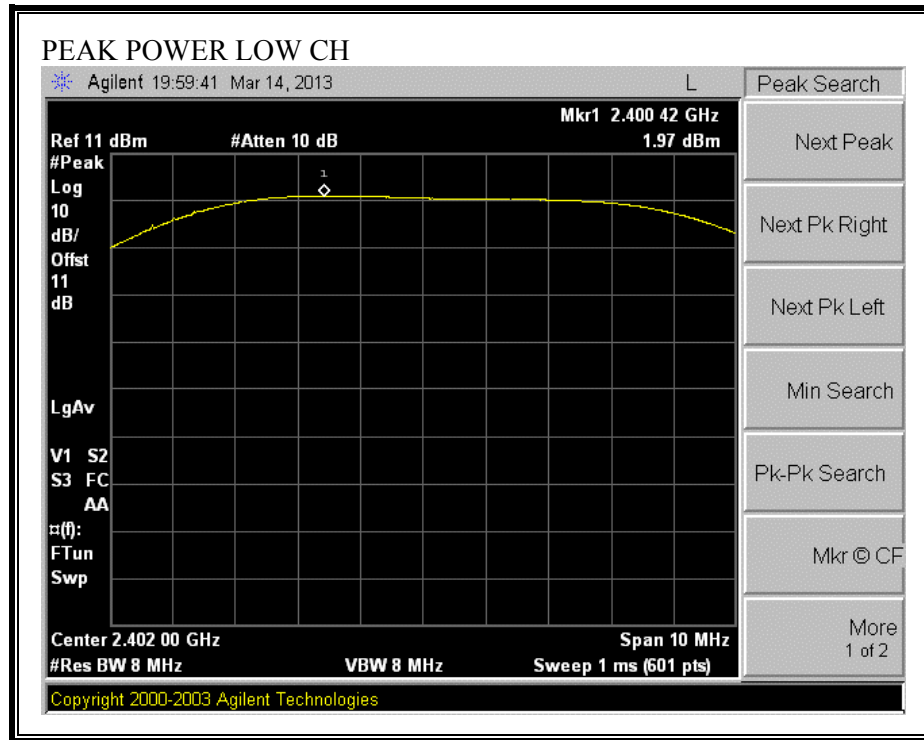 PEAK POWER LOW CH
Agilent 19:59:41 Mar 14, 2013 L
Peak Search
Mkr1 2.400 42 GHz
Ref 11 dBm #Atten 10 dB 1.97 dBm
#Peak
Log
10
dB/
Offst
11
dB
1
LgAv
V1 S2
S3 FC
AA
¤(f):
FTun
Swp
Center 2.402 00 GHz Span 10 MHz
#Res BW 8 MHz VBW 8 MHz Sweep 1 ms (601 pts)
Copyright 2000-2003 Agilent Technologies
Next Peak
Next Pk Right
Next Pk Left
Min Search
Pk-Pk Search
Mkr © CF
More
1 of 2